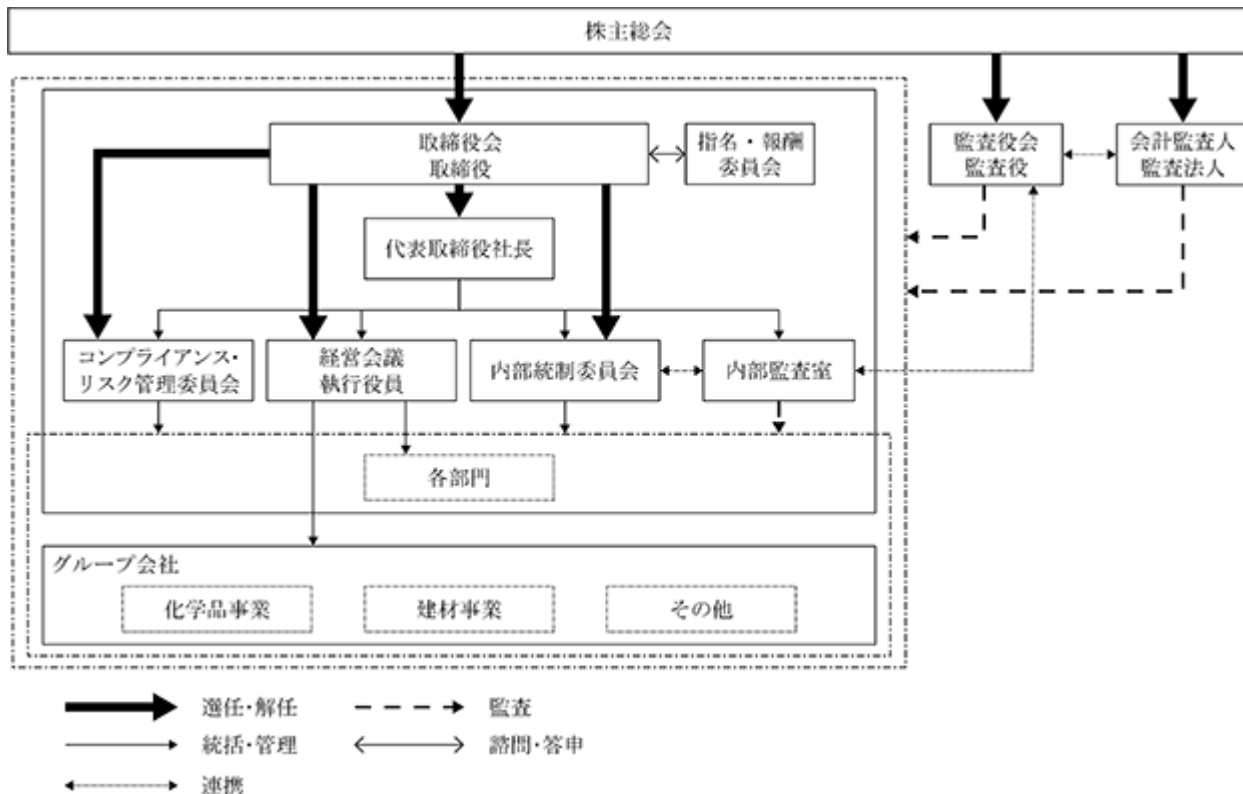 株主総会
取締役会
取締役
指名・報酬
委員会
監査役会
監査役
会計監査人
監査法人
代表取締役社長
コンプライアンス・
リスク管理委員会
経営会議
執行役員
内部統制委員会
内部監査室
各部門
グループ会社
化学品事業
建材事業
その他
選任・解任
監査
統括・管理
諮問・答申
連携